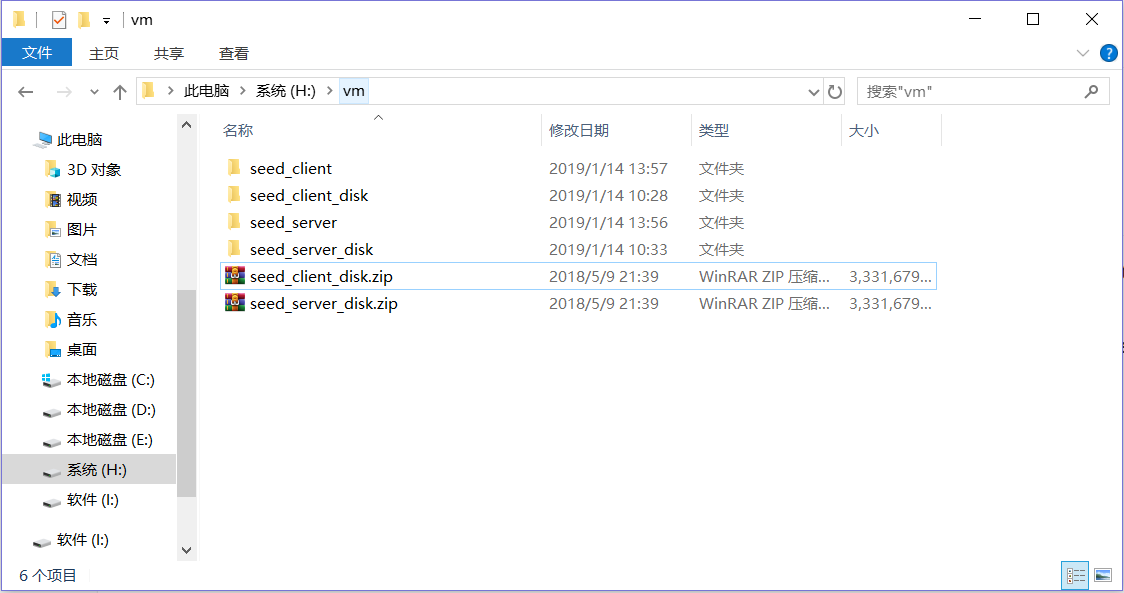 vm
文件 主页 共享 查看
此电脑 系统 (H:) vm 搜索"vm"
名称 修改日期 类型 大小
此电脑
3D 对象
视频
图片
文档
下载
音乐
桌面
本地磁盘 (C:)
本地磁盘 (D:)
本地磁盘 (E:)
系统 (H:)
软件 (I:)
软件 (I:)
seed_client 2019/1/14 13:57 文件夹
seed_client_disk 2019/1/14 10:28 文件夹
seed_server 2019/1/14 13:56 文件夹
seed_server_disk 2019/1/14 10:33 文件夹
seed_client_disk.zip 2018/5/9 21:39 WinRAR ZIP 压缩... 3,331,679...
seed_server_disk.zip 2018/5/9 21:39 WinRAR ZIP 压缩... 3,331,679...
6 个项目